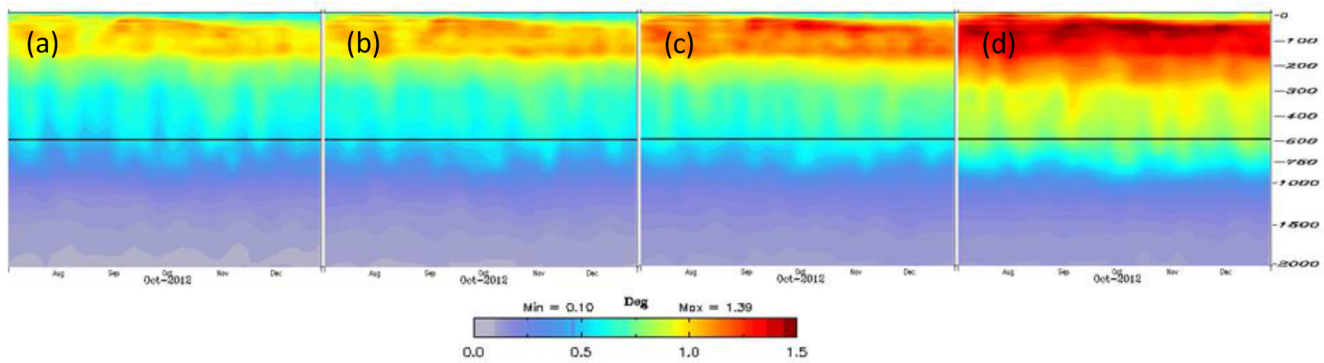 (a) (b) (c) (d)
0
-100
-200
-300
-400
-500
-750
-1000
-1500
-2000
Aug Sep Oct Nov Dec Aug Sep Oct Nov Dec Aug Sep Oct Nov Dec Aug Sep Oct Nov Dec
Oct-2012 Oct-2012 Oct-2012 Oct-2012
Min = 0.10 Deg Max = 1.39
0.0 0.5 1.0 1.5